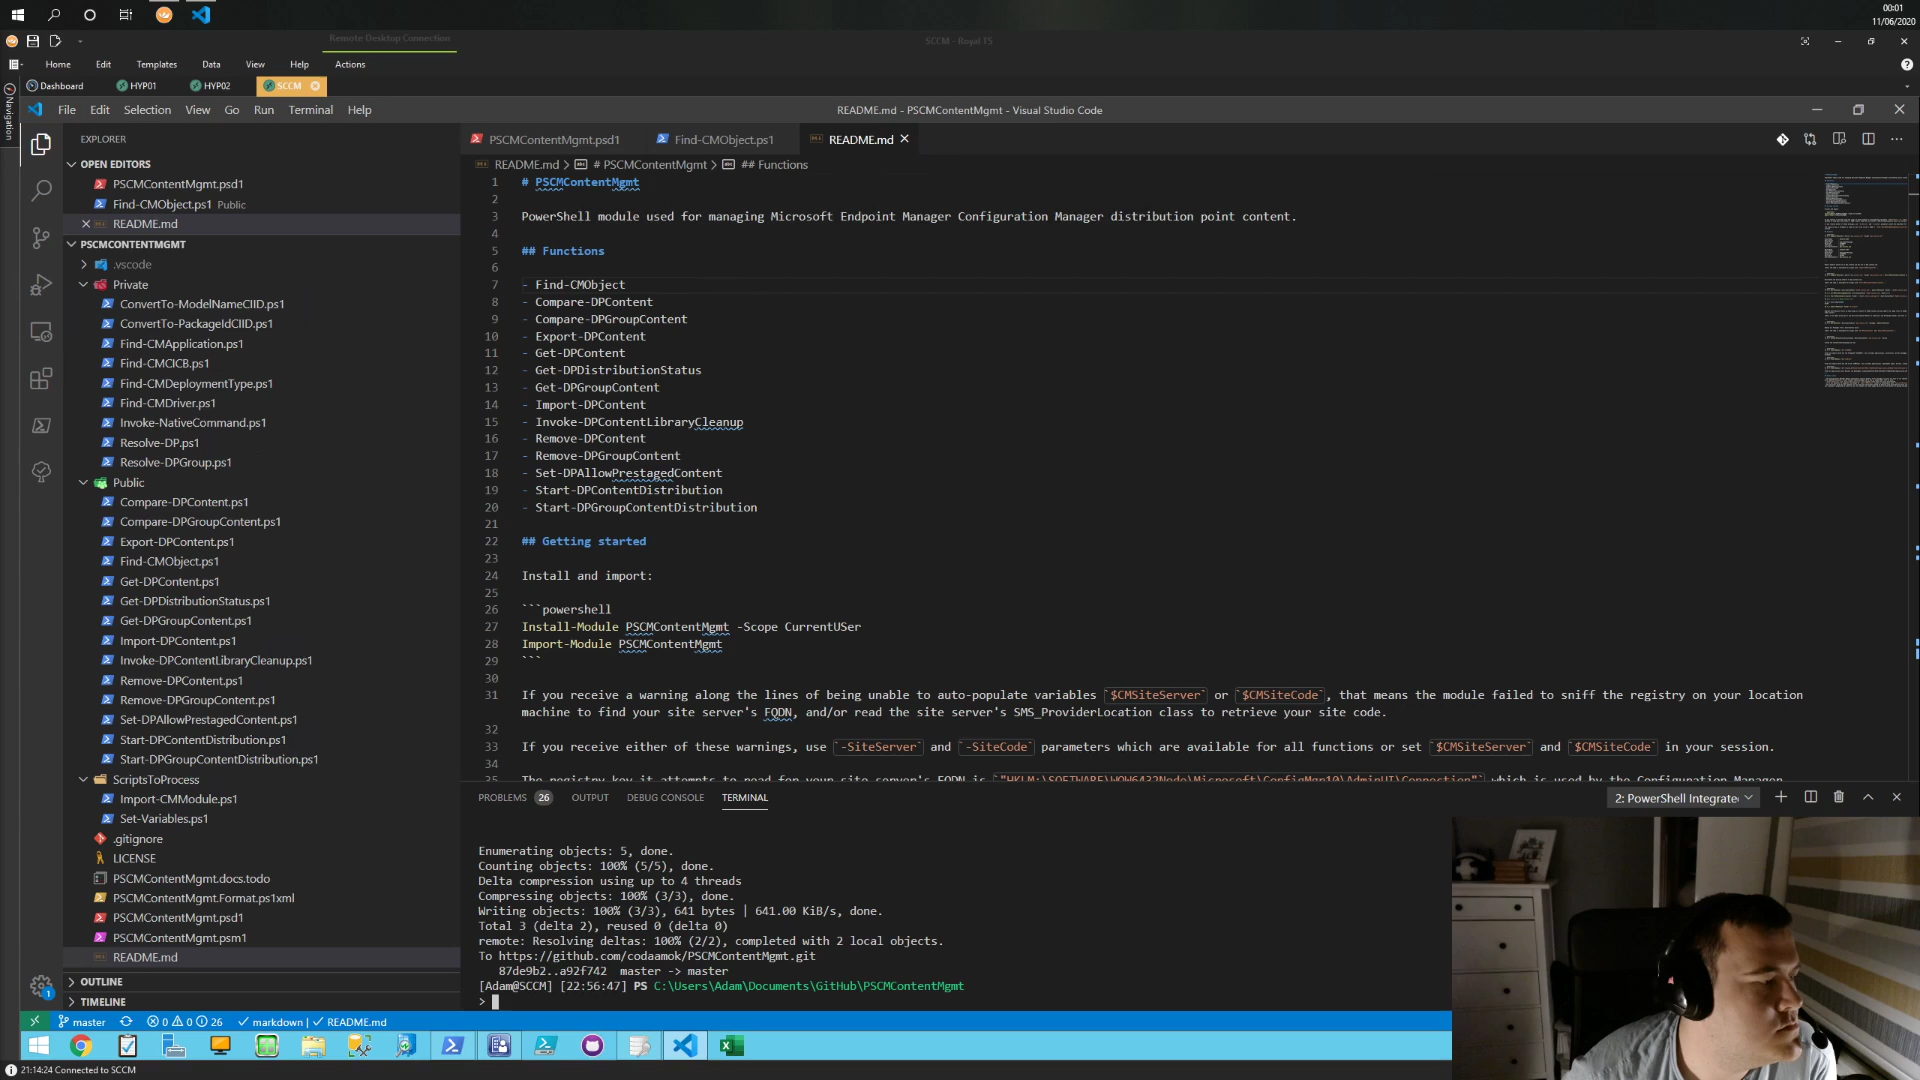 00:01
11/06/2020
Remote Desktop Connection
SCCM - Royal TS
Home Edit Templates Data View Help Actions
Dashboard HYP01 HYP02 SCCM
Navigation
File Edit Selection View Go Run Terminal Help
README.md - PSCMContentMgmt - Visual Studio Code
EXPLORER
OPEN EDITORS
PSCMContentMgmt.psd1
Find-CMObject.ps1 Public
README.md
PSCMCONTENTMGMT
.vscode
Private
ConvertTo-ModelNameCIID.ps1
ConvertTo-PackageIdCIID.ps1
Find-CMApplication.ps1
Find-CMCICB.ps1
Find-CMDeploymentType.ps1
Find-CMDriver.ps1
Invoke-NativeCommand.ps1
Resolve-DP.ps1
Resolve-DPGroup.ps1
Public
Compare-DPContent.ps1
Compare-DPGroupContent.ps1
Export-DPContent.ps1
Find-CMObject.ps1
Get-DPContent.ps1
Get-DPDistributionStatus.ps1
Get-DPGroupContent.ps1
Import-DPContent.ps1
Invoke-DPContentLibraryCleanup.ps1
Remove-DPContent.ps1
Remove-DPGroupContent.ps1
Set-DPAllowPrestagedContent.ps1
Start-DPContentDistribution.ps1
Start-DPGroupContentDistribution.ps1
ScriptsToProcess
Import-CMModule.ps1
Set-Variables.ps1
.gitignore
LICENSE
PSCMContentMgmt.docs.todo
PSCMContentMgmt.Format.ps1xml
PSCMContentMgmt.psd1
PSCMContentMgmt.psm1
README.md
OUTLINE
TIMELINE
PSCMContentMgmt.psd1 Find-CMObject.ps1 README.md
README.md > # PSCMContentMgmt > ## Functions
1 # PSCMContentMgmt
2
3 PowerShell module used for managing Microsoft Endpoint Manager Configuration Manager distribution point content.
4
5 ## Functions
6
7 - Find-CMObject
8 - Compare-DPContent
9 - Compare-DPGroupContent
10 - Export-DPContent
11 - Get-DPContent
12 - Get-DPDistributionStatus
13 - Get-DPGroupContent
14 - Import-DPContent
15 - Invoke-DPContentLibraryCleanup
16 - Remove-DPContent
17 - Remove-DPGroupContent
18 - Set-DPAllowPrestagedContent
19 - Start-DPContentDistribution
20 - Start-DPGroupContentDistribution
21
22 ## Getting started
23
24 Install and import:
25
26 ```powershell
27 Install-Module PSCMContentMgmt -Scope CurrentUSer
28 Import-Module PSCMContentMgmt
29 ```
30
31 If you receive a warning along the lines of being unable to auto-populate variables `$CMSiteServer` or `$CMSiteCode`, that means the module failed to sniff the registry on your location
machine to find your site server's FQDN, and/or read the site server's SMS_ProviderLocation class to retrieve your site code.
32
33 If you receive either of these warnings, use `-SiteServer` and `-SiteCode` parameters which are available for all functions or set `$CMSiteServer` and `$CMSiteCode` in your session.
34
35 The registry key it attempts to read for your site server's FQDN is `"HKLM:\SOFTWARE\WOW6432Node\Microsoft\ConfigMgr10\AdminUI\Connection"` which is used by the Configuration Manager
PROBLEMS 26 OUTPUT DEBUG CONSOLE TERMINAL
2: PowerShell Integrate
Enumerating objects: 5, done.
Counting objects: 100% (5/5), done.
Delta compression using up to 4 threads
Compressing objects: 100% (3/3), done.
Writing objects: 100% (3/3), 641 bytes | 641.00 KiB/s, done.
Total 3 (delta 2), reused 0 (delta 0)
remote: Resolving deltas: 100% (2/2), completed with 2 local objects.
To https://github.com/codaamok/PSCMContentMgmt.git
87de9b2..a92f742 master -> master
[Adam@SCCM] [22:56:47] PS C:\Users\Adam\Documents\GitHub\PSCMContentMgmt
>
1
master 0 0 26 markdown | README.md
21:14:24 Connected to SCCM